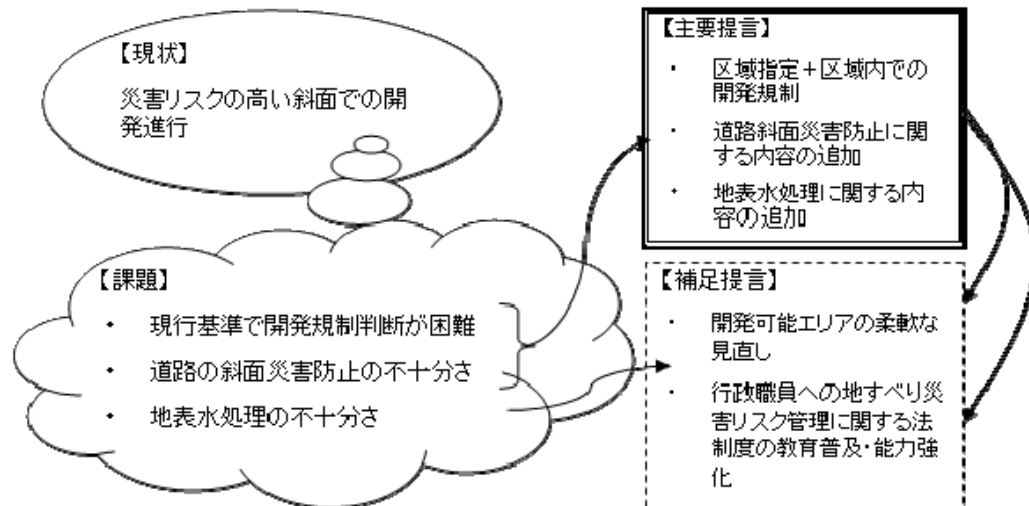 【現状】
災害リスクの高い斜面での開
発進行
【課題】
・ 現行基準で開発規制判断が困難
・ 道路の斜面災害防止の不十分さ
・ 地表水処理の不十分さ
【主要提言】
・ 区域指定＋区域内での
開発規制
・ 道路斜面災害防止に関
する内容の追加
・ 地表水処理に関する内
容の追加
【補足提言】
・ 開発可能エリアの柔軟な
見直し
・ 行政職員への地すべり災
害リスク管理に関する法
制度の教育普及・能力強
化